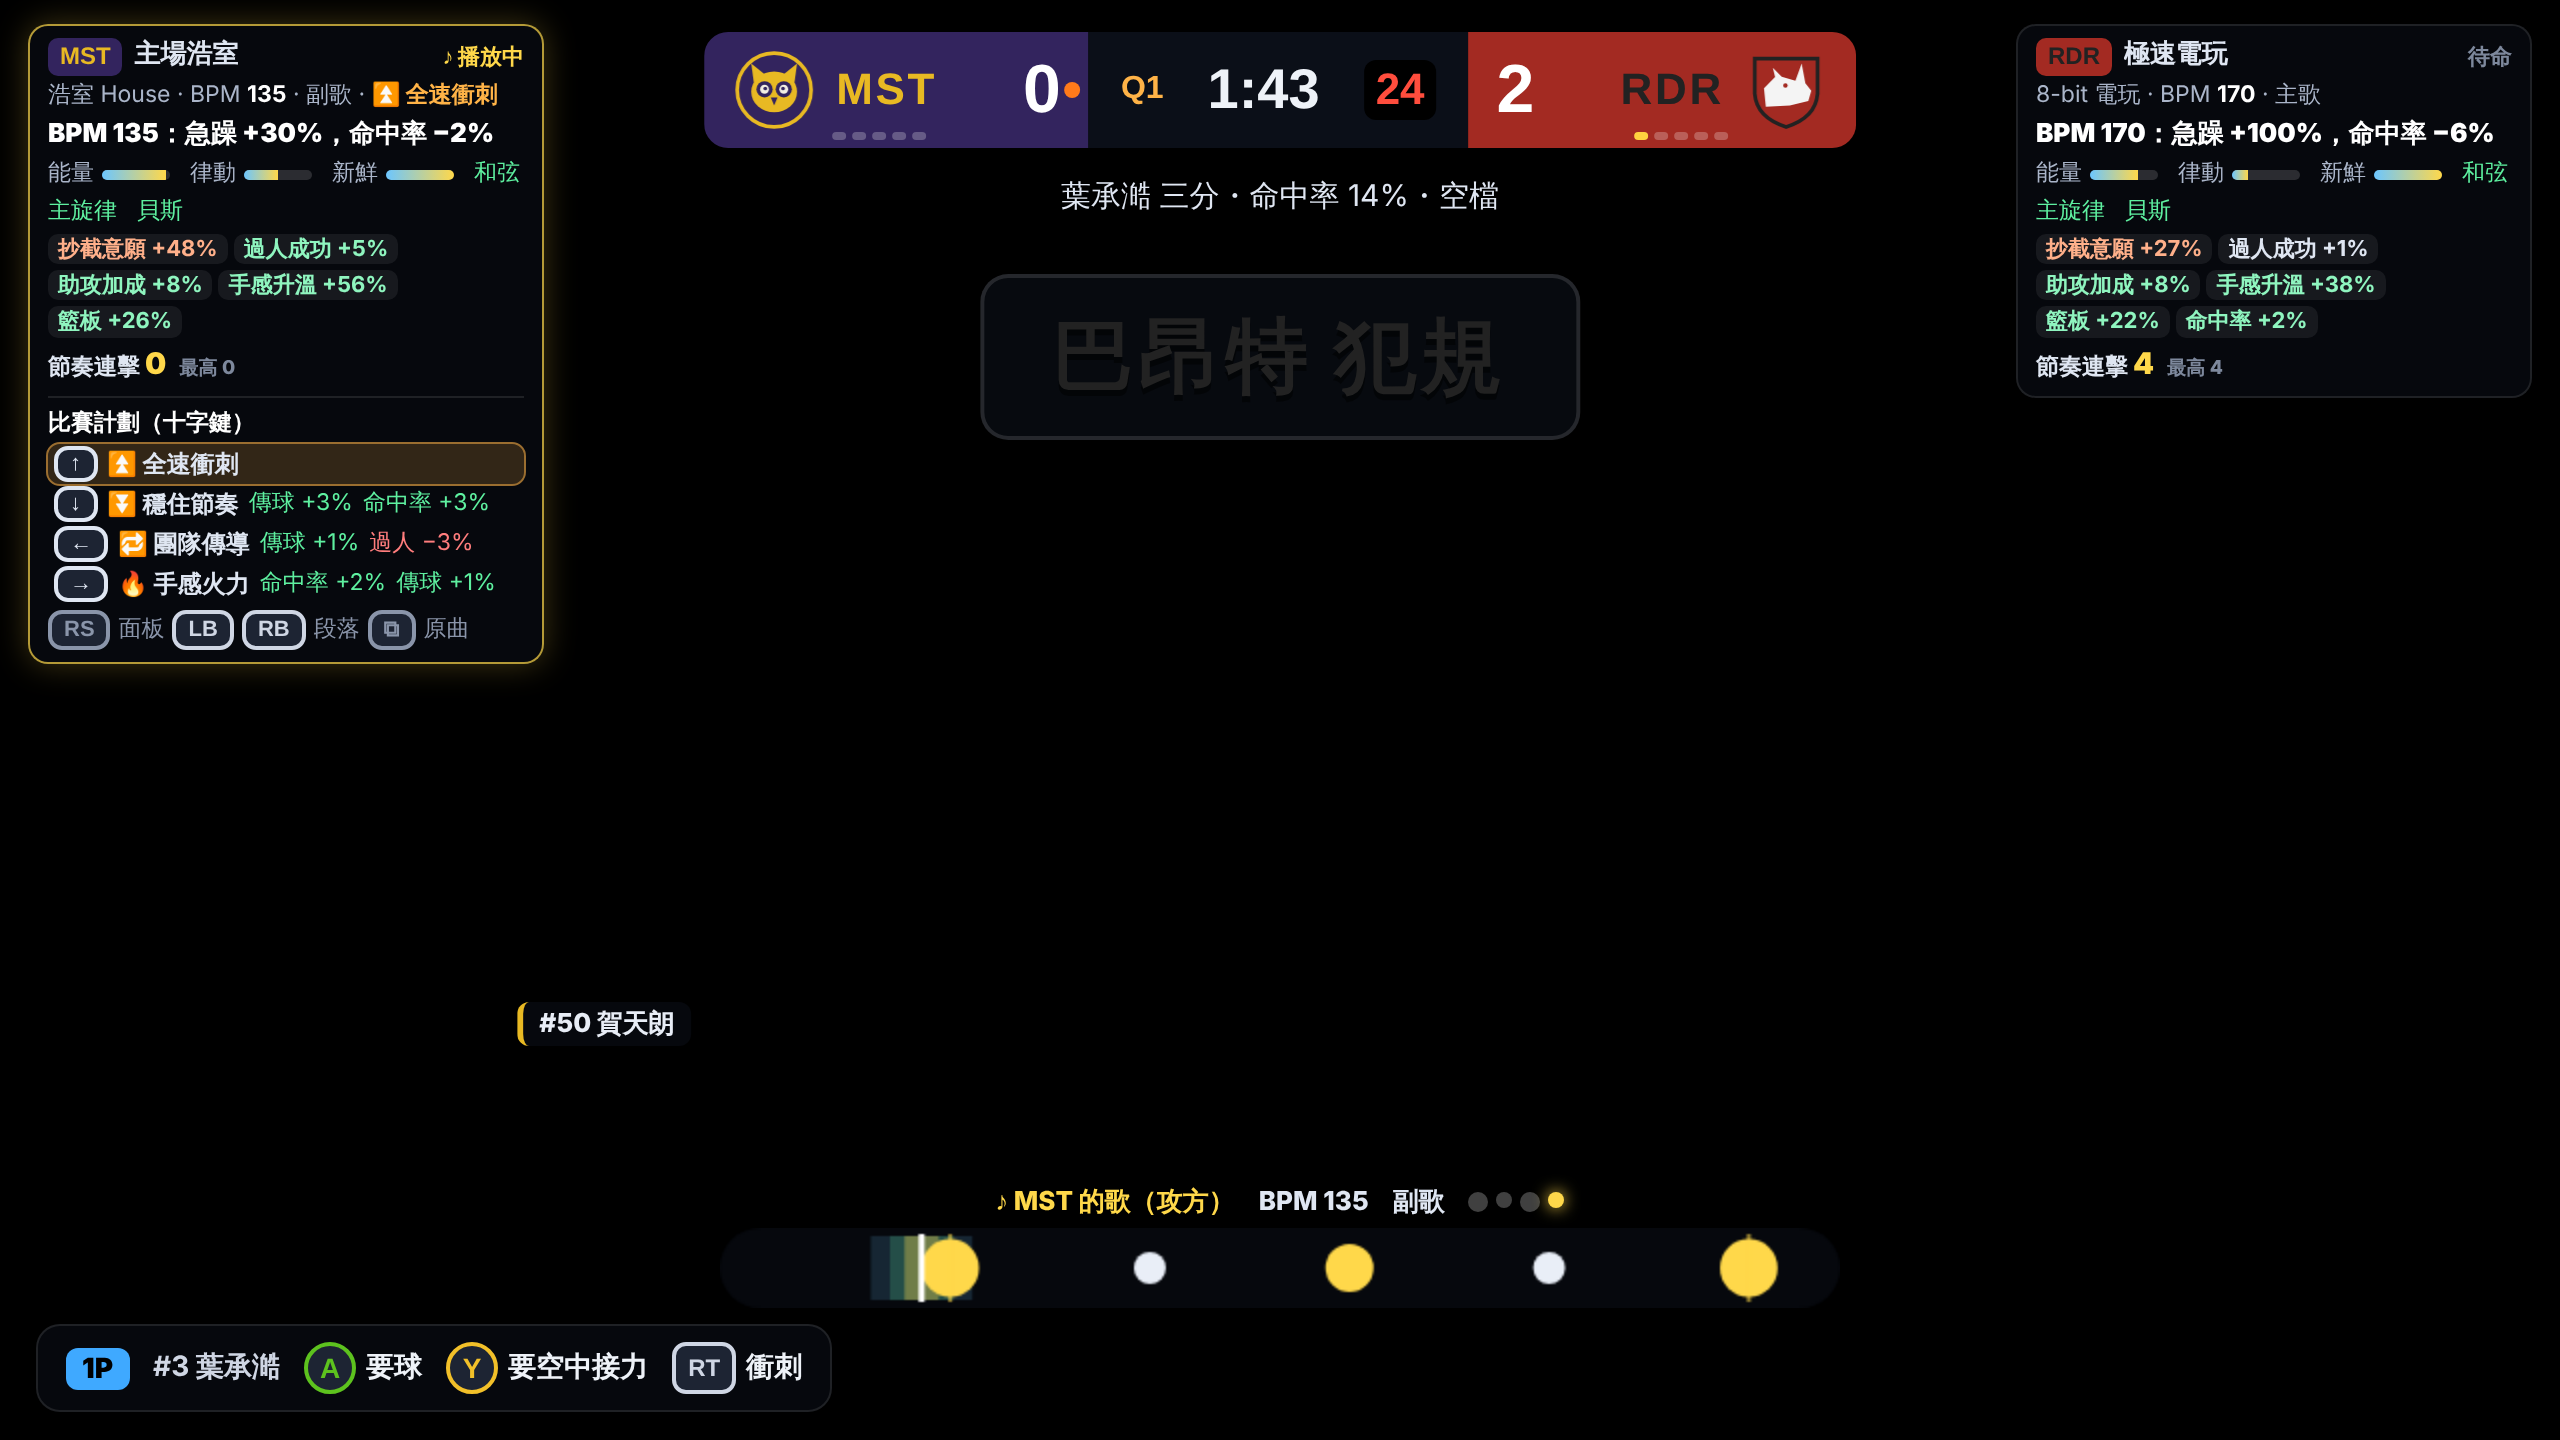 MST 主場浩室 ♪播放中
浩室 House · BPM 135 · 副歌 · 全速衝刺
BPM 135：急躁 +30%，命中率 −2%
能量 律動 新鮮 和弦
主旋律 貝斯
抄截意願 +48% 過人成功 +5%
助攻加成 +8% 手感升溫 +56%
籃板 +26%
節奏連擊 0 最高 0
比賽計劃（十字鍵）
↑ 全速衝刺
↓ 穩住節奏 傳球 +3% 命中率 +3%
← 團隊傳導 傳球 +1% 過人 −3%
→ 手感火力 命中率 +2% 傳球 +1%
RS 面板 LB RB 段落 原曲
MST 0 Q1 1:43 24 2 RDR
葉承澔 三分・命中率 14%・空檔
巴昂特 犯規
RDR 極速電玩 待命
8-bit 電玩 · BPM 170 · 主歌
BPM 170：急躁 +100%，命中率 −6%
能量 律動 新鮮 和弦
主旋律 貝斯
抄截意願 +27% 過人成功 +1%
助攻加成 +8% 手感升溫 +38%
籃板 +22% 命中率 +2%
節奏連擊 4 最高 4
#50 賀天朗
♪ MST 的歌（攻方） BPM 135 副歌
1P #3 葉承澔 A 要球 Y 要空中接力 RT 衝刺